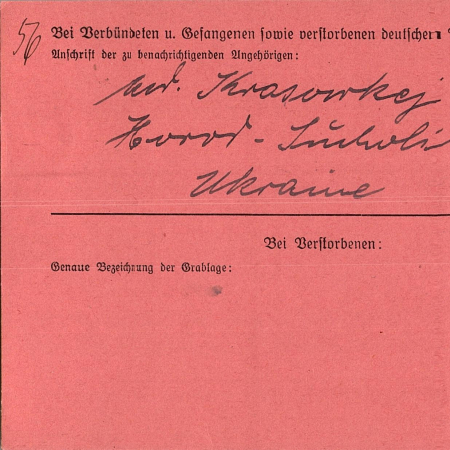 56
Bei Verbündeten u. Gefangenen sowie verstorbenen deutschen
Anschrift der zu benachrichtigenden Angehörigen:
Krasowkej
Horod-
Ukraine
Bei Verstorbenen:
Genaue Bezeichnung der Grablage: